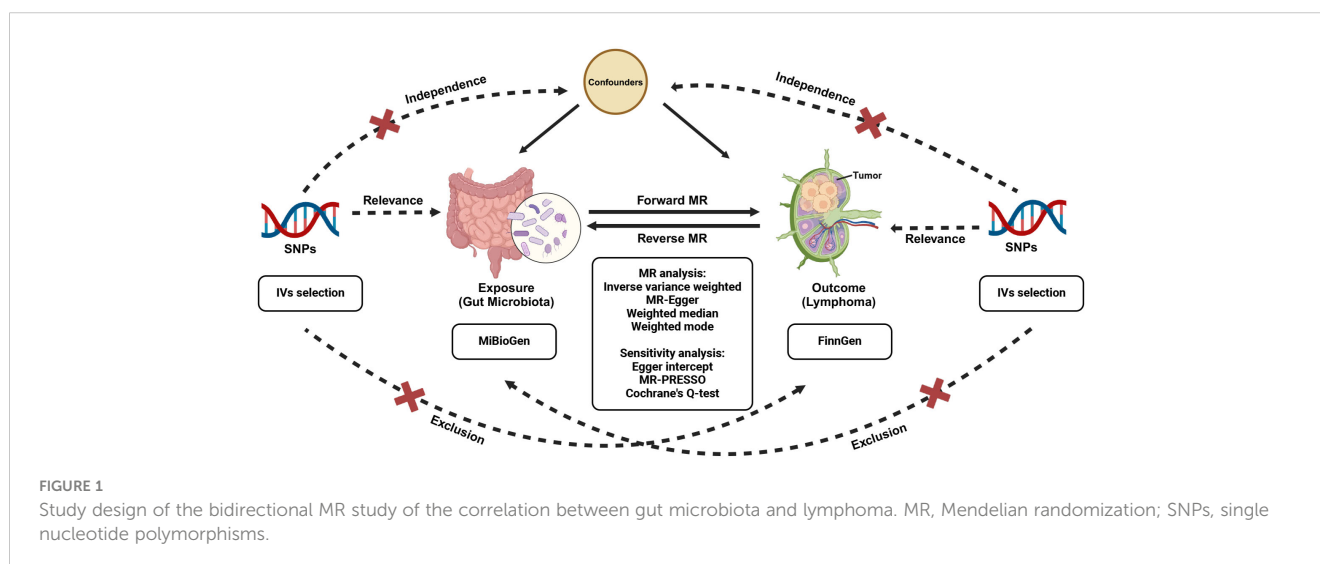 Confounders
Independence
Independence
Tumor
Relevance
Forward MR
Reverse MR
Relevance
SNPs
SNPs
IVs selection
Exposure
(Gut Microbiota)
MiBioGen
MR analysis:
Inverse variance weighted
MR-Egger
Weighted median
Weighted mode
Sensitivity analysis:
Egger intercept
MR-PRESSO
Cochrane's Q-test
Outcome
(Lymphoma)
FinnGen
IVs selection
Exclusion
Exclusion
FIGURE 1
Study design of the bidirectional MR study of the correlation between gut microbiota and lymphoma. MR, Mendelian randomization; SNPs, single
nucleotide polymorphisms.